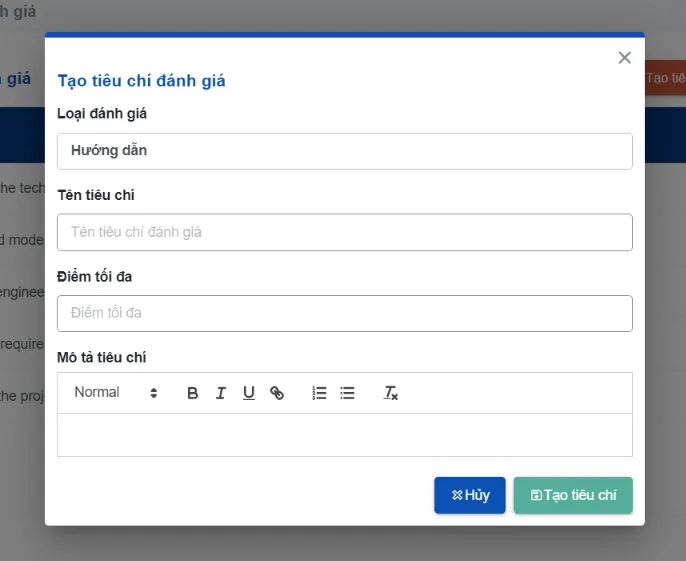 nh giá
n giá
Tạo tiê
Tạo tiêu chí đánh giá
Loại đánh giá
Hướng dẫn
he tech
Tên tiêu chí
Tên tiêu chí đánh giá
d mode
Điểm tối đa
enginee
Điểm tối đa
require
Mô tả tiêu chí
Normal B I U
the proj
Hủy Tạo tiêu chí